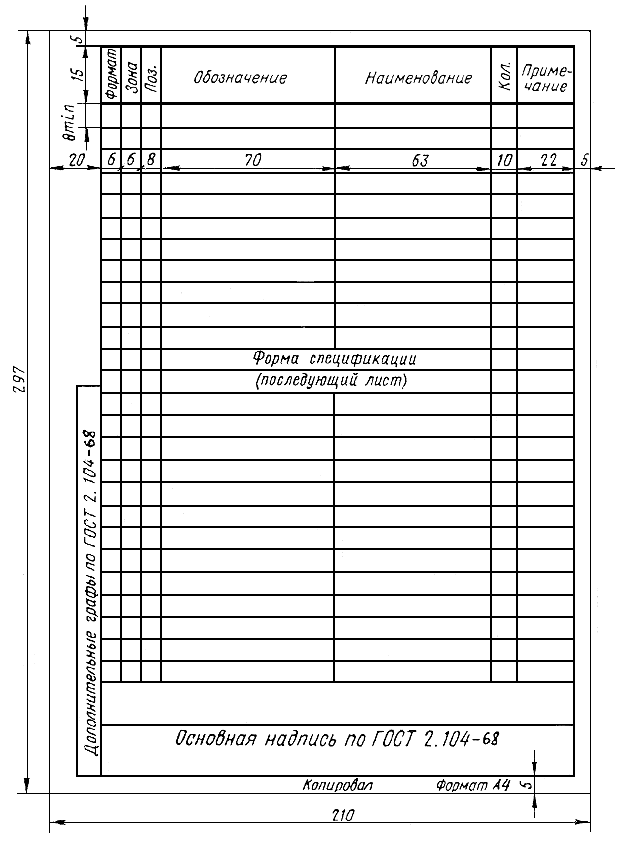 5
15
Формат
Зона
Поз.
Обозначение
Наименование
Кол.
Приме-
чание
8min
20 6 6 8 70 63 10 22 5
297
Форма спецификации
(последующий лист)
Дополнительные графы по ГОСТ 2.104-68
Основная надпись по ГОСТ 2.104-68
Копировал Формат А4 5
210